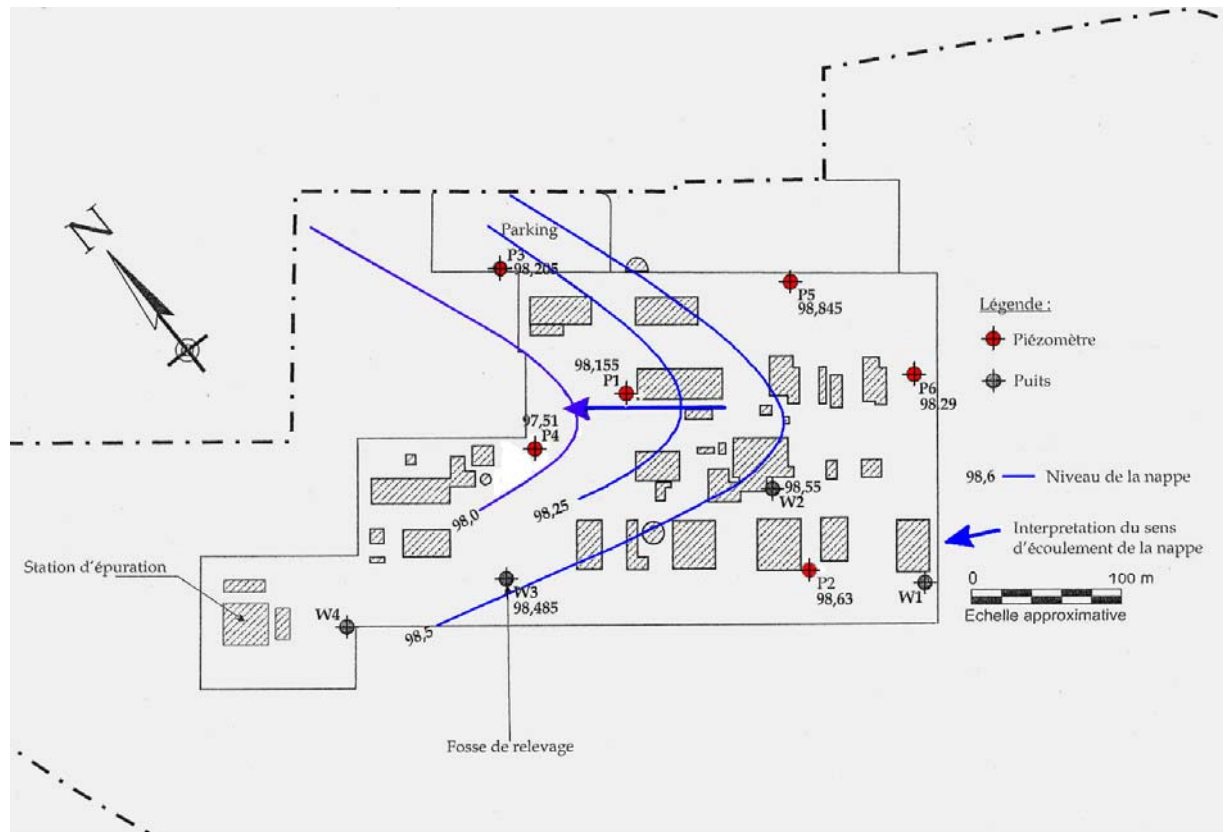 N
Parking
P3
98,205
P5
98,845
98,155
P1
P6
98,29
97,51
P4
98,55
W2
98,0
98,25
98,5
W3
98,485
P2
98,63
W1
W4
Station d'épuration
Fosse de relevage
Légende :
Piézomètre
Puits
98,6
Niveau de la nappe
Interpretation du sens
d'écoulement de la nappe
0
100 m
Echelle approximative